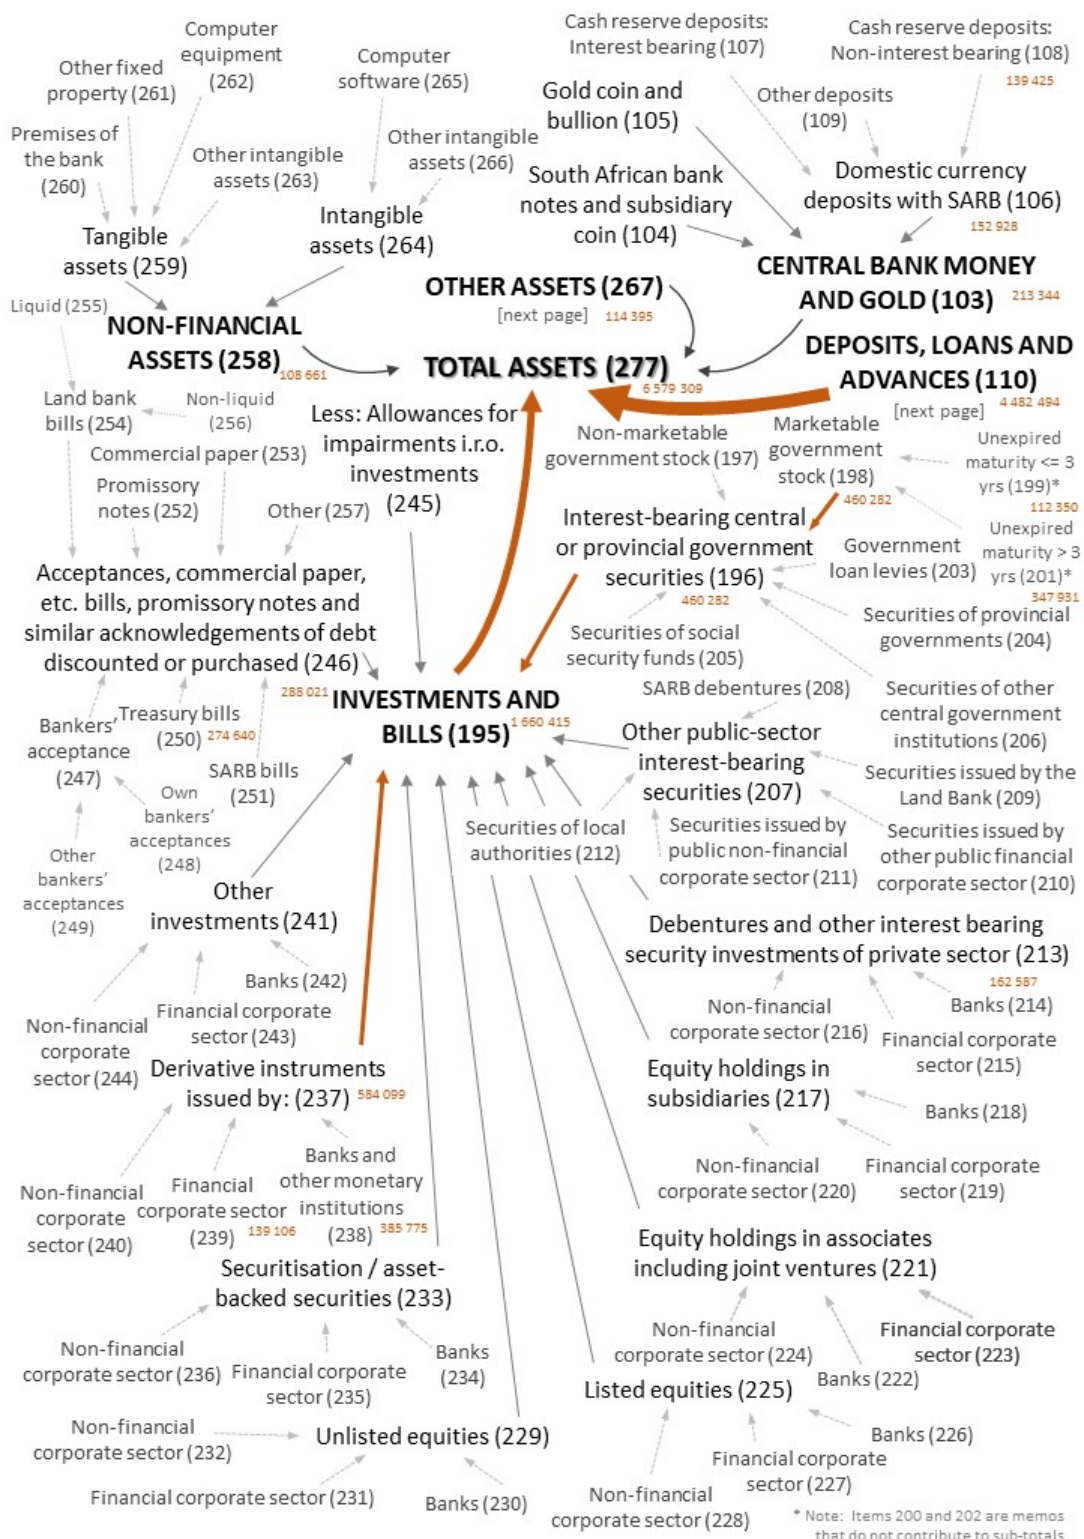 Computer
equipment
(262)
Other fixed
property (261)
Premises of
the bank
(260)
Computer
software (265)
Other intangible
assets (263)
Other intangible
assets (266)
Tangible
assets (259)
Intangible
assets (264)
Cash reserve deposits:
Interest bearing (107)
Cash reserve deposits:
Non-interest bearing (108)
139 425
Gold coin and
bullion (105)
Other deposits
(109)
South African bank
notes and subsidiary
coin (104)
Domestic currency
deposits with SARB (106)
152 928
CENTRAL BANK MONEY
AND GOLD (103)
213 344
OTHER ASSETS (267)
[next page]
114 395
Liquid (255)
NON-FINANCIAL
ASSETS (258)
108 661
TOTAL ASSETS (277)
6 579 309
DEPOSITS, LOANS AND
ADVANCES (110)
4 482 494
[next page]
Land bank
bills (254)
Non-liquid
(256)
Commercial paper (253)
Promissory
notes (252)
Other (257)
Less: Allowances for
impairments i.r.o.
investments
(245)
Non-marketable
government stock (197)
Marketable
government
stock (198)
460 282
Unexpired
maturity <= 3
yrs (199)*
112 350
Unexpired
maturity > 3
yrs (201)*
347 931
Interest-bearing central
or provincial government
securities (196)
460 282
Government
loan levies (203)
Securities of provincial
governments (204)
Securities of social
security funds (205)
Securities of other
central government
institutions (206)
Acceptances, commercial paper,
etc. bills, promissory notes and
similar acknowledgements of debt
discounted or purchased (246)
288 021
INVESTMENTS AND
BILLS (195)
1 660 415
Bankers'
acceptance
(247)
Treasury bills
(250)
274 640
SARB bills
(251)
Own
bankers'
acceptances
(248)
Other
bankers'
acceptances
(249)
SARB debentures (208)
Other public-sector
interest-bearing
securities (207)
Securities issued by the
Land Bank (209)
Securities of local
authorities (212)
Securities issued by
public non-financial
corporate sector (211)
Securities issued by
other public financial
corporate sector (210)
Other
investments (241)
Banks (242)
Financial corporate
sector (243)
Non-financial
corporate
sector (244)
Debentures and other interest bearing
security investments of private sector (213)
162 587
Banks (214)
Non-financial
corporate sector (216)
Financial corporate
sector (215)
Derivative instruments
issued by: (237)
584 099
Equity holdings in
subsidiaries (217)
Banks (218)
Non-financial
corporate sector (220)
Financial corporate
sector (219)
Non-financial
corporate
sector (240)
Financial
corporate sector
(239)
139 106
Banks and
other monetary
institutions
(238)
385 775
Securitisation / asset-
backed securities (233)
Equity holdings in associates
including joint ventures (221)
Non-financial
corporate sector (236)
Financial corporate
sector (235)
Banks
(234)
Non-financial
corporate sector (224)
Banks (222)
Financial corporate
sector (223)
Listed equities (225)
Non-financial
corporate sector (232)
Unlisted equities (229)
Financial corporate sector (231)
Banks (230)
Banks (226)
Financial corporate
sector (227)
Non-financial
corporate sector (228)
* Note: Items 200 and 202 are memos
that do not contribute to sub-totals